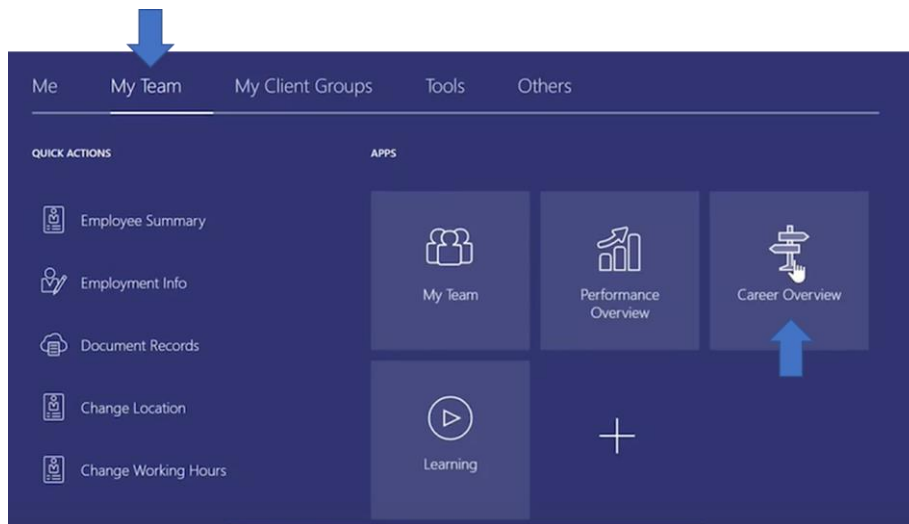 Me My Team My Client Groups Tools Others
QUICK ACTIONS
APPS
Employee Summary
Employment Info
Document Records
Change Location
Change Working Hours
My Team
Performance
Overview
Career Overview
Learning